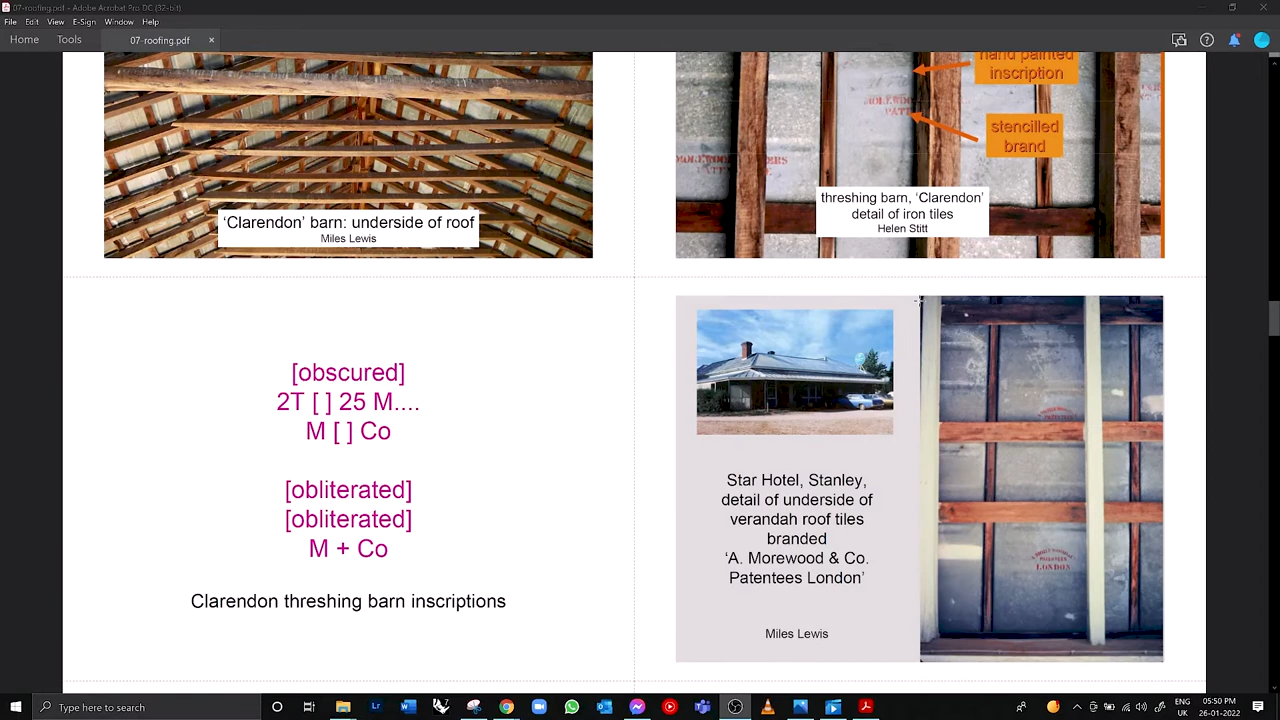 07-roofing.pdf - Adobe Acrobat Pro DC (32-bit)
File Edit View Sign Window Help
Home Tools 07-roofing.pdf ×
hand painted
inscription
stencilled
brand
'Clarendon' barn: underside of roof
Miles Lewis
threshing barn, 'Clarendon'
detail of iron tiles
Helen Stitt
[obscured]
2T [ ] 25 M....
M [ ] Co
[obliterated]
[obliterated]
M + Co
Clarendon threshing barn inscriptions
Star Hotel, Stanley,
detail of underside of
verandah roof tiles
branded
'A. Morewood & Co.
Patentees London'
Miles Lewis
PATENTEES
LONDON
Type here to search
ENG
UK
05:50 PM
26-01-2022